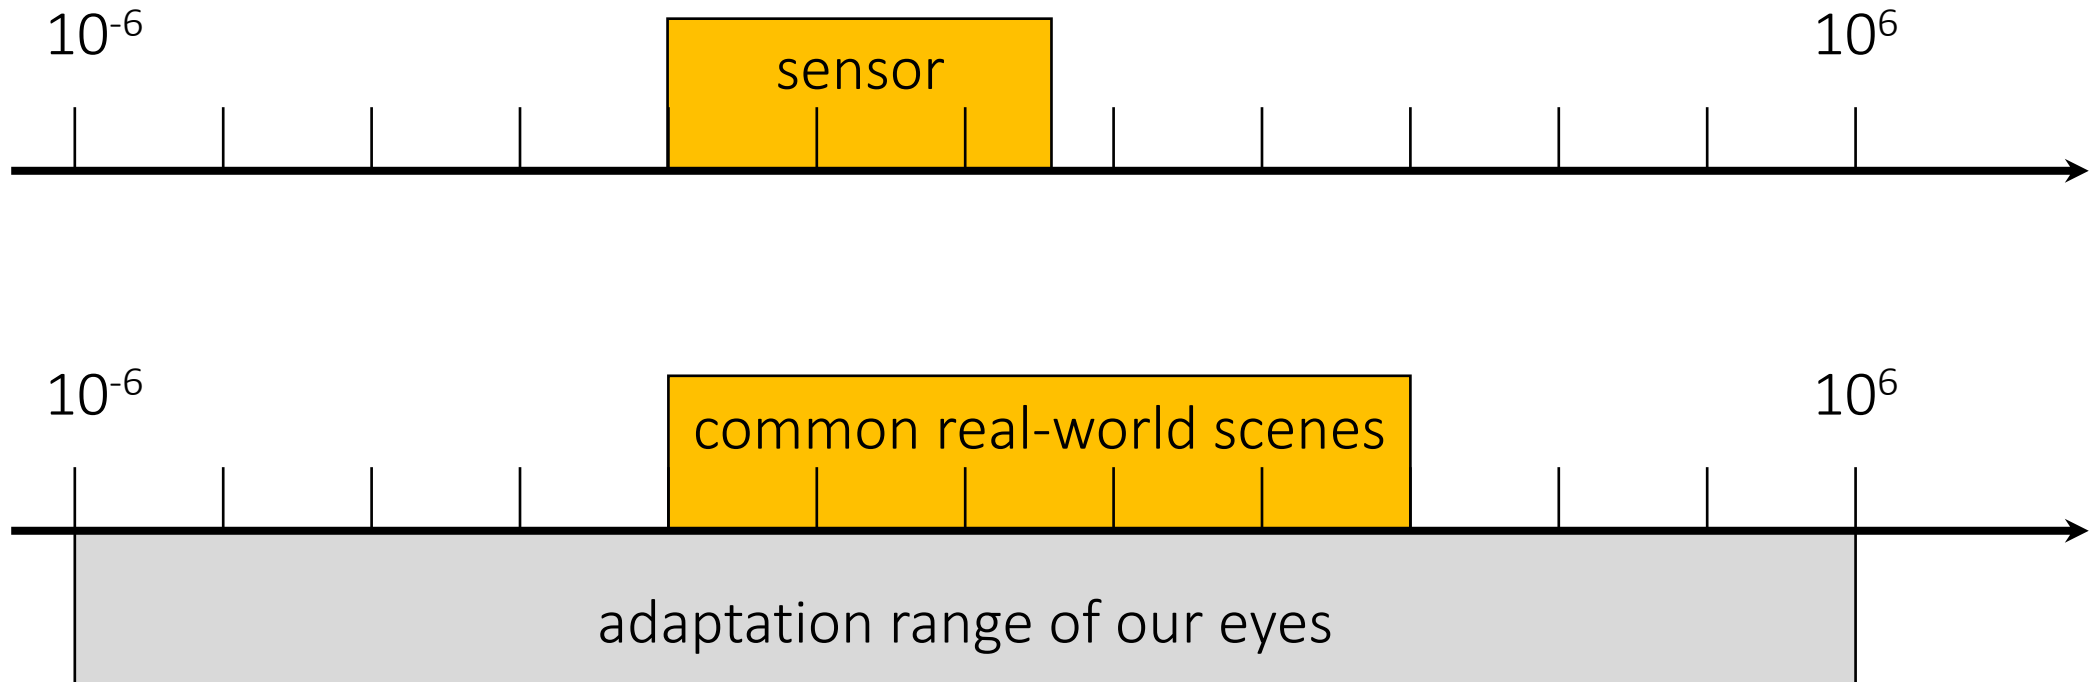 10⁻⁶
sensor
10⁶
10⁻⁶
common real-world scenes
10⁶
adaptation range of our eyes